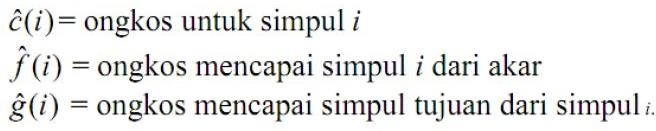 ĉ(i)= ongkos untuk simpul i
f̂(i) = ongkos mencapai simpul i dari akar
ĝ(i) = ongkos mencapai simpul tujuan dari simpul i.